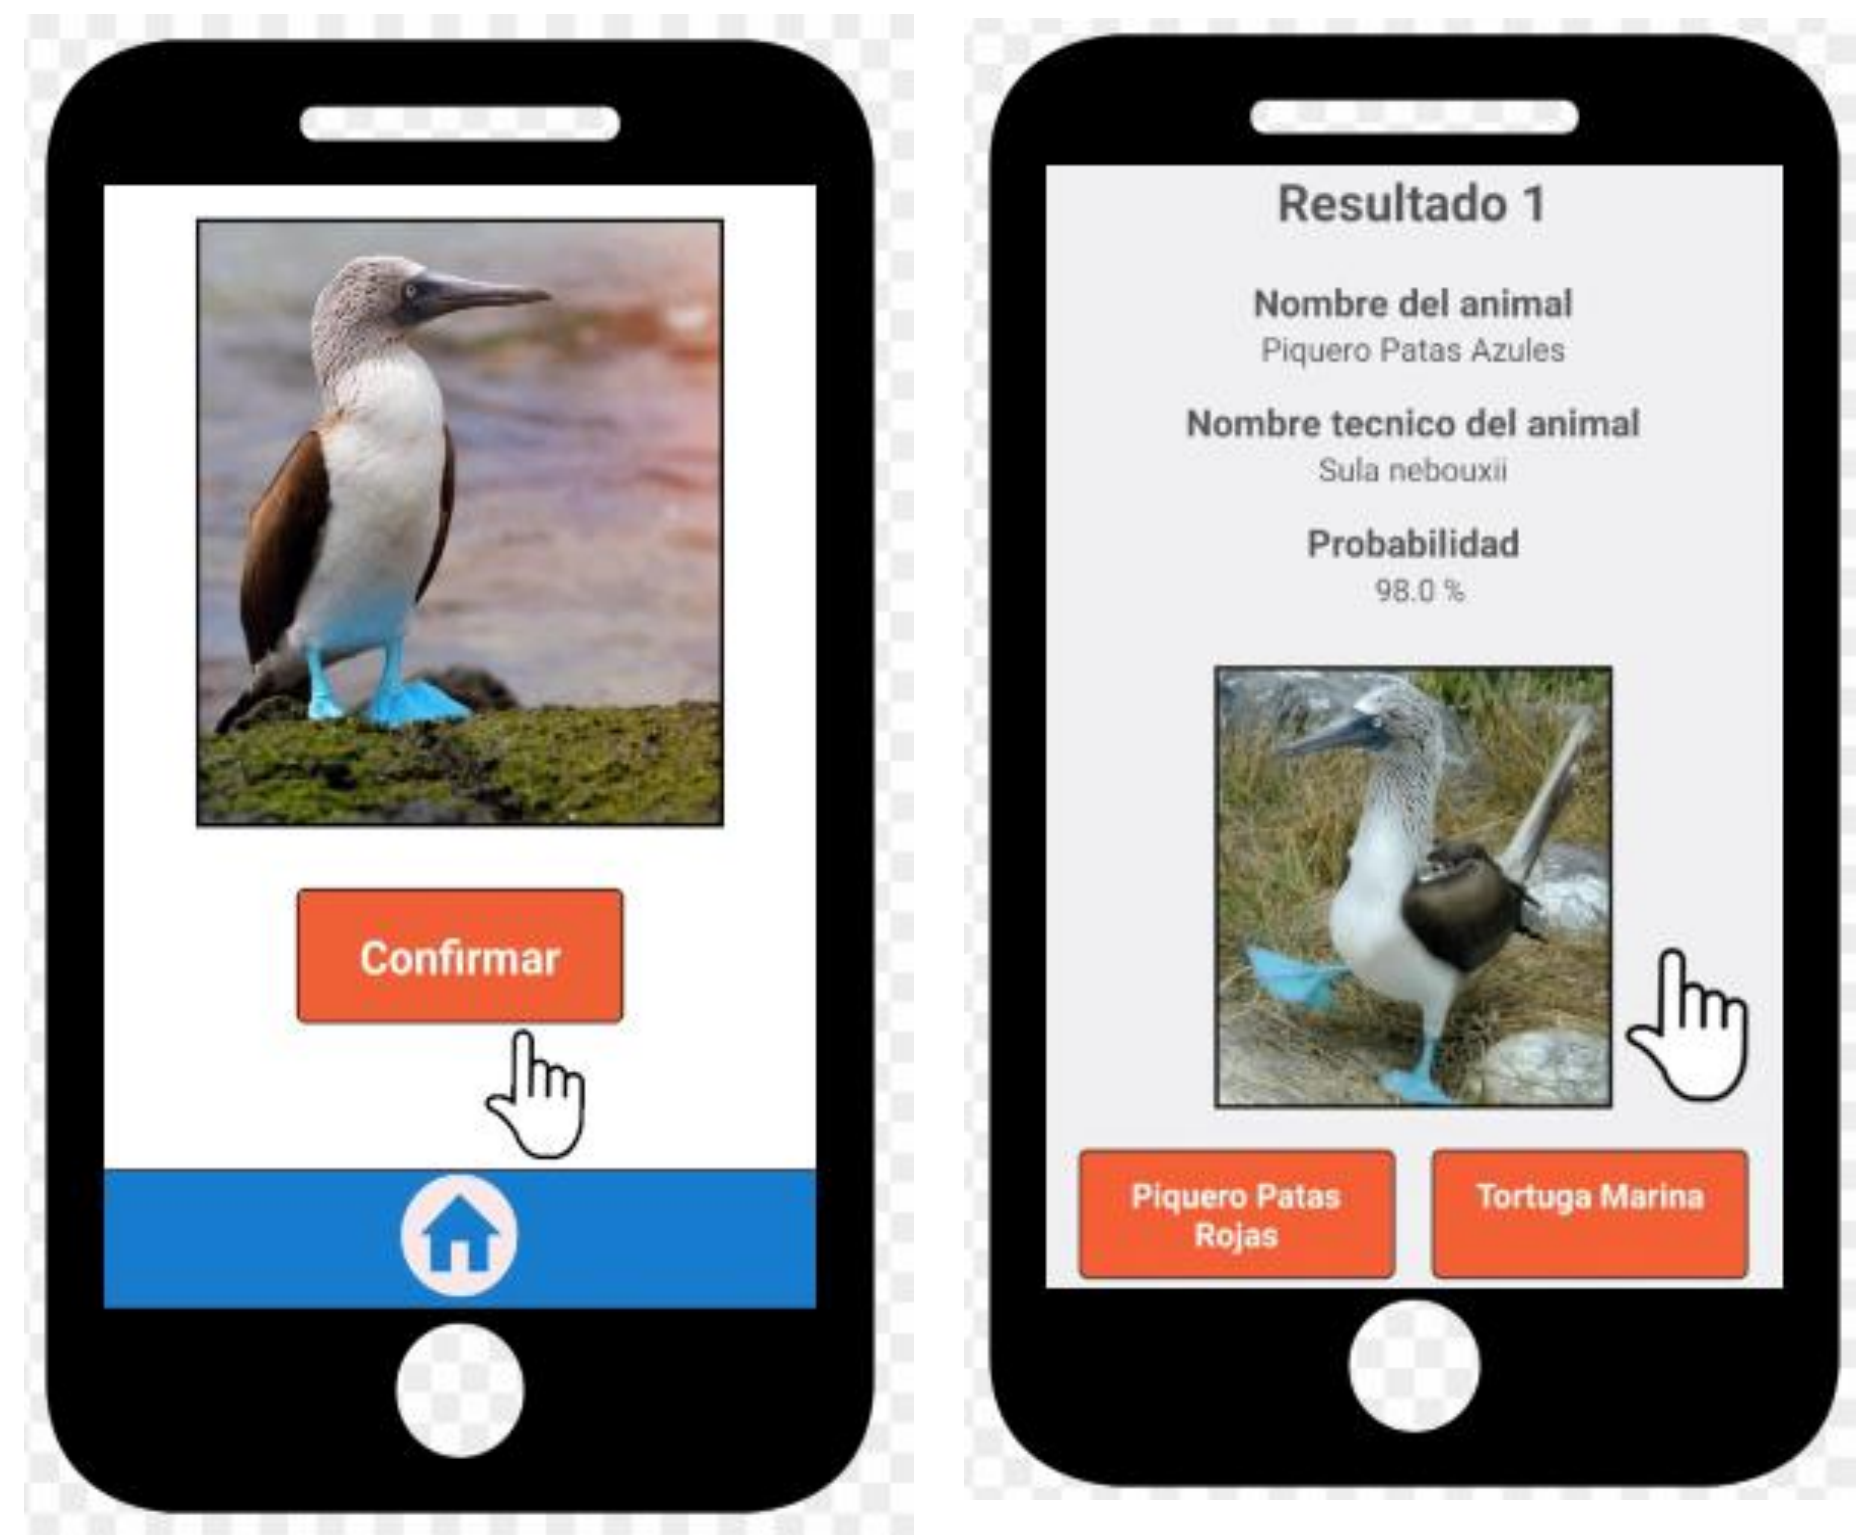 Confirmar
Resultado 1
Nombre del animal
Piquero Patas Azules
Nombre tecnico del animal
Sula nebouxii
Probabilidad
98.0 %
Piquero Patas
Rojas
Tortuga Marina